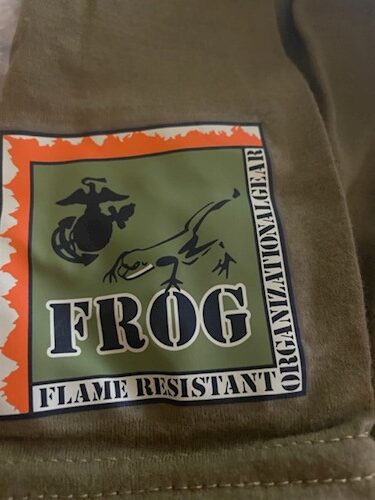 FROG
FLAME RESISTANT
ORGANIZATIONAL GEAR